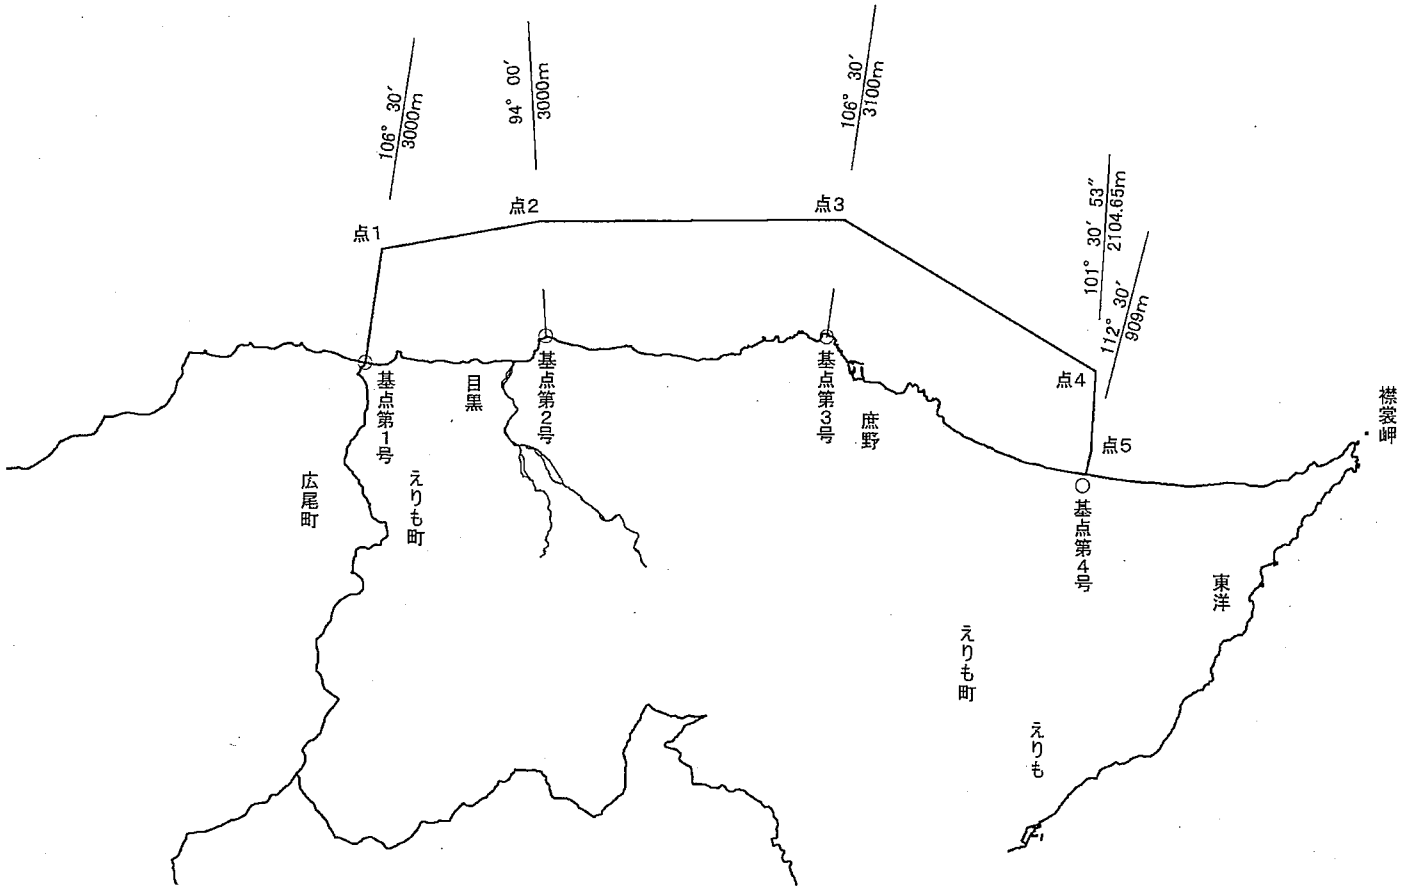 106° 30′
3000m
94° 00′
3000m
106° 30′
3100m
101° 30′ 53″
2104.65m
112° 30′
909m
点1
点2
点3
点4
点5
基点第1号
目黒
基点第2号
基点第3号
庶野
基点第4号
襟裳岬
広尾町
えりも町
東洋
えりも町
えりも